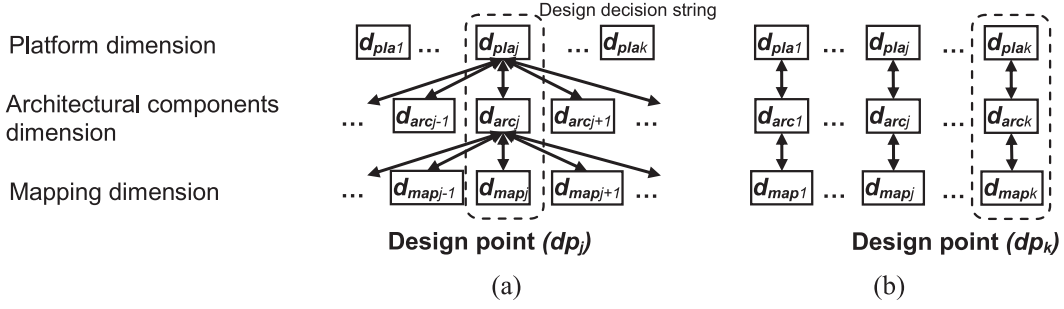 Design decision string
Platform dimension d_pla1 ... d_plaj ... d_plak d_pla1 ... d_plaj ... d_plak
Architectural components
dimension ... d_arcj-1 d_arcj d_arcj+1 ... d_arc1 ... d_arcj ... d_arck
Mapping dimension ... d_mapj-1 d_mapj d_mapj+1 ... d_map1 ... d_mapj ... d_mapk
Design point (dp_j) Design point (dp_k)
(a) (b)